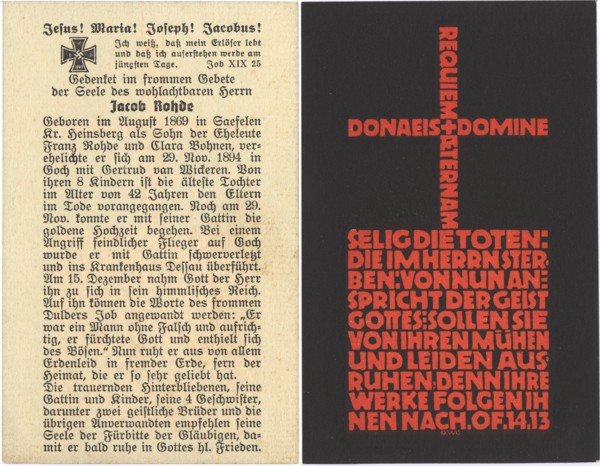 Jesus! Maria! Joseph! Jacobus!
Ich weiß, daß mein Erlöser lebt
und daß ich auferstehen werde am
jüngsten Tage. Job XIX 25
Gedenket im frommen Gebete
der Seele des wohlachtbaren Herrn
Jacob Rohde
Geboren im August 1869 in Saefelen
Kr. Heinsberg als Sohn der Eheleute
Franz Rohde und Clara Bohnen, ver-
ehelichte er sich am 29. Nov. 1894 in
Goch mit Gertrud van Wickeren. Von
ihren 8 Kindern ist die älteste Tochter
im Alter von 42 Jahren den Eltern
im Tode vorangegangen. Noch am 29.
Nov. konnte er mit seiner Gattin die
goldene Hochzeit begehen. Bei einem
Angriff feindlicher Flieger auf Goch
wurde er mit Gattin schwerverletzt
und ins Krankenhaus Dessau überführt.
Am 15. Dezember nahm Gott der Herr
ihn zu sich in sein himmlisches Reich.
Auf ihn können die Worte des frommen
Dulders Job angewandt werden: „Er
war ein Mann ohne Falsch und aufrich-
tig, er fürchtete Gott und enthielt sich
des Bösen.“ Nun ruht er aus von allem
Erdenleid in fremder Erde, fern der
Heimat, die er so sehr geliebt hat.
Die trauernden Hinterbliebenen, seine
Gattin und Kinder, seine 4 Geschwister,
darunter zwei geistliche Brüder und die
übrigen Anverwandten empfehlen seine
Seele der Fürbitte der Gläubigen, da-
mit er bald ruhe in Gottes hl. Frieden.
REQUIEM ÆTERNAM
DONAEIS DOMINE
SELIG DIE TOTEN:
DIE IM HERRN STER-
BEN: VON NUN AN:
SPRICHT DER GEIST
GOTTES: SOLLEN SIE
VON IHREN MÜHEN
UND LEIDEN AUS-
RUHEN; DENN IHRE
WERKE FOLGEN IH
NEN NACH. OF. 14.13